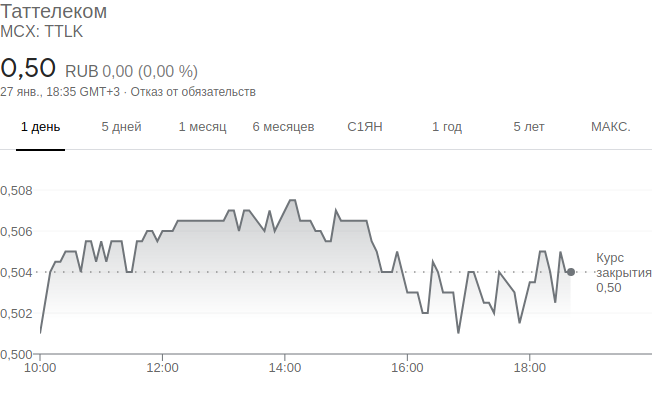 Таттелеком
MCX: TTLK
0,50 RUB 0,00 (0,00 %)
27 янв., 18:35 GMT+3 · Отказ от обязательств
1 день 5 дней 1 месяц 6 месяцев С1ЯН 1 год 5 лет МАКС.
0,508
0,506
0,504
0,502
0,500
Курс
закрытия
0,50
10:00 12:00 14:00 16:00 18:00